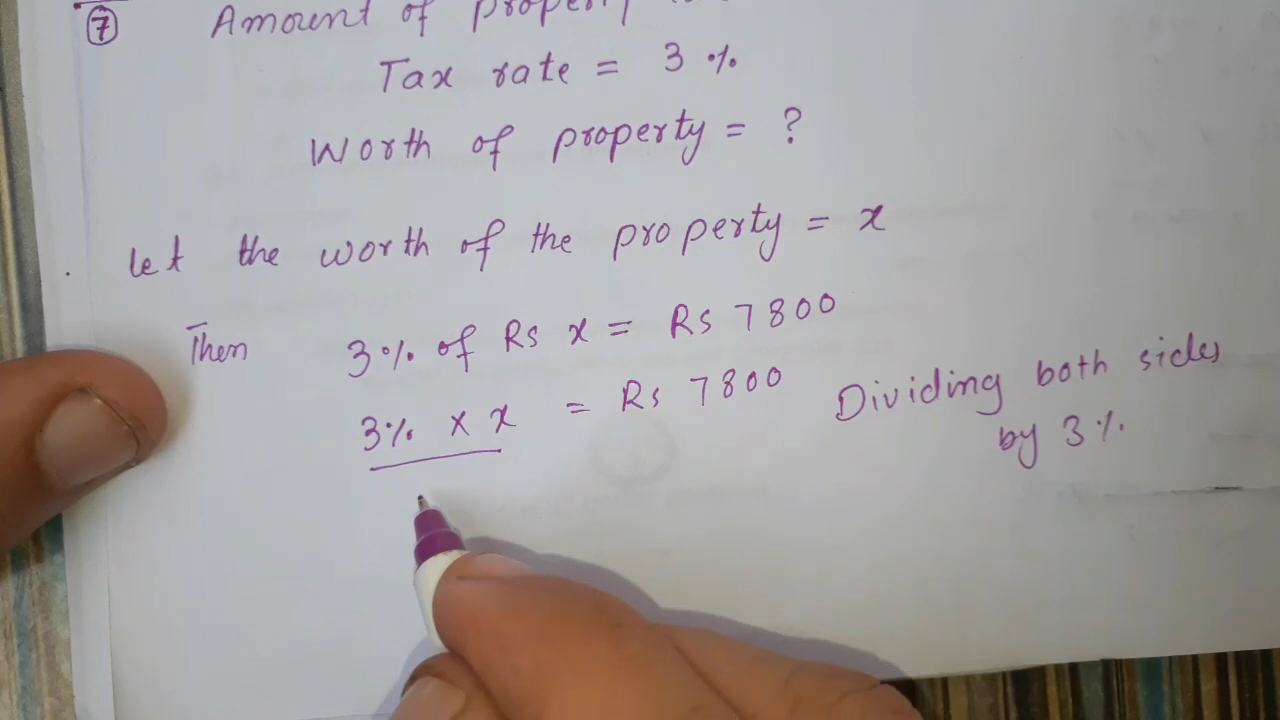 7 Amount of property
Tax rate = 3 %
Worth of property = ?
Let the worth of the property = x
Then 3% of Rs x = Rs 7800
3% × x = Rs 7800 Dividing both sides
by 3%